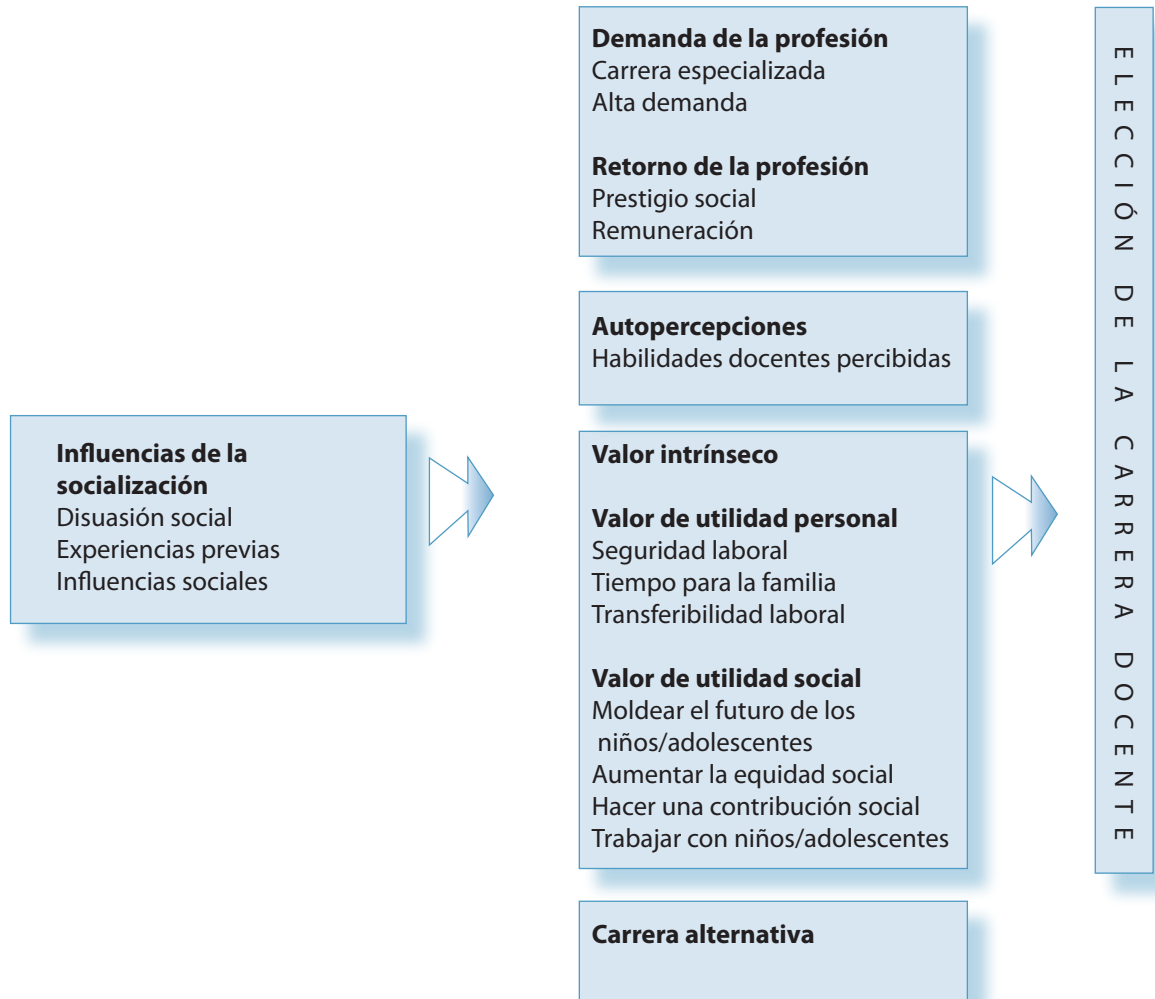 Influencias de la
socialización
Disuasión social
Experiencias previas
Influencias sociales
Demanda de la profesión
Carrera especializada
Alta demanda
Retorno de la profesión
Prestigio social
Remuneración
Autopercepciones
Habilidades docentes percibidas
Valor intrínseco
Valor de utilidad personal
Seguridad laboral
Tiempo para la familia
Transferibilidad laboral
Valor de utilidad social
Moldear el futuro de los
niños/adolescentes
Aumentar la equidad social
Hacer una contribución social
Trabajar con niños/adolescentes
Carrera alternativa
ELECCIÓN DE LA CARRERA DOCENTE